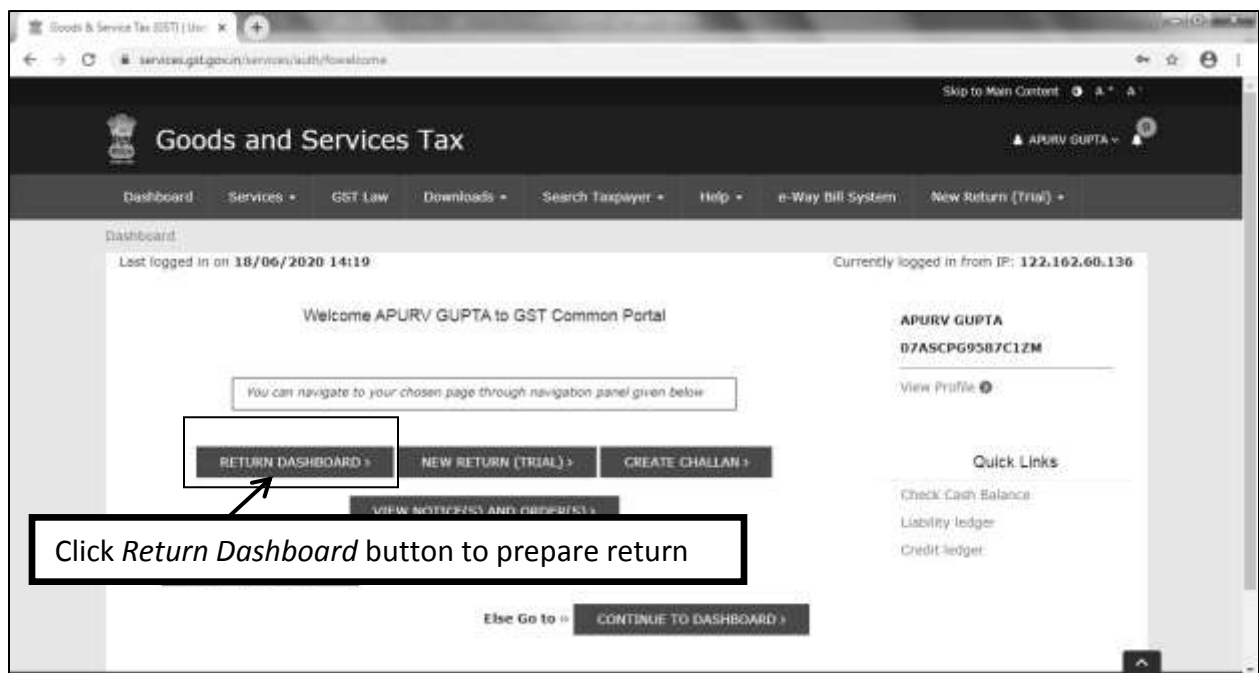 Goods & Service Tax (GST) | User
services.gst.gov.in/services/auth/fowelcome
Skip to Main Content A+ A-
Goods and Services Tax
APURV GUPTA
0
Dashboard Services GST Law Downloads Search Taxpayer Help e-Way Bill System New Return (Trial)
Dashboard
Last logged in on 18/06/2020 14:19
Currently logged in from IP: 122.162.60.136
Welcome APURV GUPTA to GST Common Portal
APURV GUPTA
07ASCPG9587C1ZM
View Profile
You can navigate to your chosen page through navigation panel given below
RETURN DASHBOARD > NEW RETURN (TRIAL) > CREATE CHALLAN >
VIEW NOTICE(S) AND ORDER(S) >
Quick Links
Check Cash Balance
Liability ledger
Credit ledger
Click Return Dashboard button to prepare return
Else Go to » CONTINUE TO DASHBOARD >